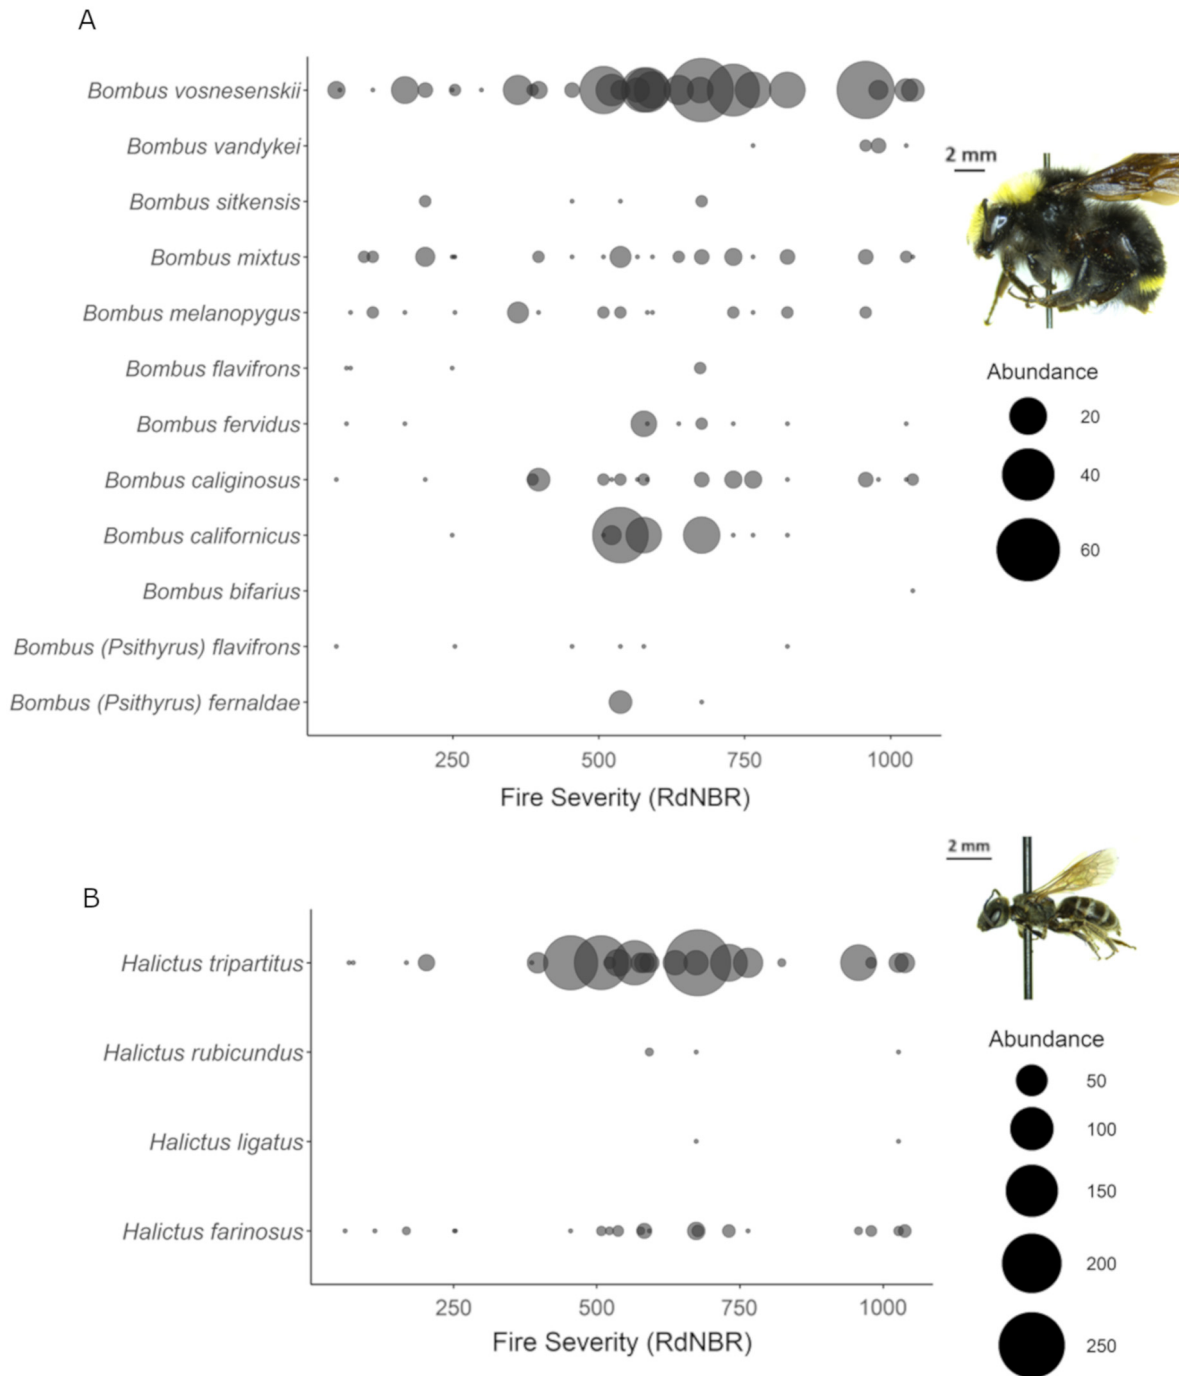 A
Bombus vosnesenskii
Bombus vandykei
2 mm
Bombus sitkensis
Bombus mixtus
Bombus melanopygus
Bombus flavifrons
Abundance
Bombus fervidus
20
Bombus caliginosus
40
Bombus californicus
60
Bombus bifarius
Bombus (Psithyrus) flavifrons
Bombus (Psithyrus) fernaldae
250 500 750 1000
Fire Severity (RdNBR)
2 mm
B
Halictus tripartitus
Halictus rubicundus
Abundance
50
100
Halictus ligatus
150
Halictus farinosus
200
250 500 750 1000
Fire Severity (RdNBR)
250